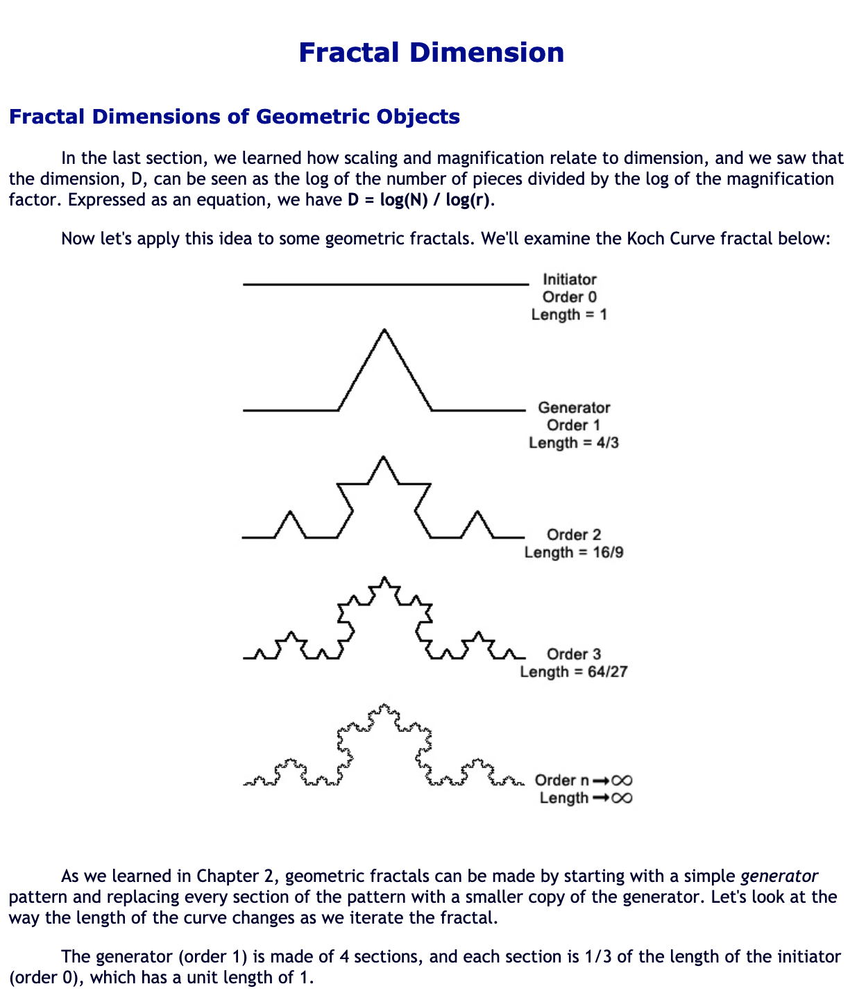 Fractal Dimension
Fractal Dimensions of Geometric Objects
In the last section, we learned how scaling and magnification relate to dimension, and we saw that
the dimension, D, can be seen as the log of the number of pieces divided by the log of the magnification
factor. Expressed as an equation, we have D = log(N) / log(r).
Now let's apply this idea to some geometric fractals. We'll examine the Koch Curve fractal below:
Initiator
Order 0
Length = 1
Generator
Order 1
Length = 4/3
Order 2
Length = 16/9
Order 3
Length = 64/27
Order n→∞
Length→∞
As we learned in Chapter 2, geometric fractals can be made by starting with a simple generator
pattern and replacing every section of the pattern with a smaller copy of the generator. Let's look at the
way the length of the curve changes as we iterate the fractal.
The generator (order 1) is made of 4 sections, and each section is 1/3 of the length of the initiator
(order 0), which has a unit length of 1.